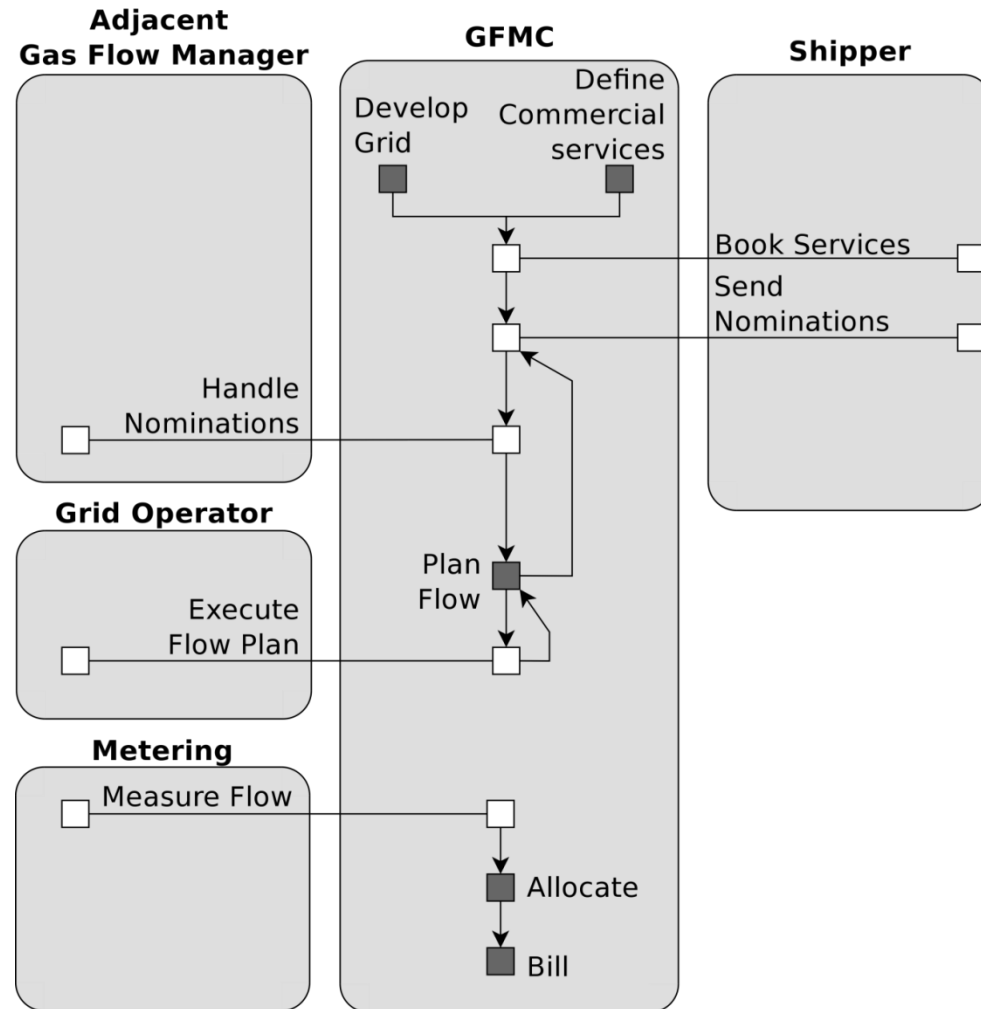 Adjacent
Gas Flow Manager
GFMC
Shipper
Develop
Grid
Define
Commercial
services
Book Services
Send
Nominations
Handle
Nominations
Grid Operator
Plan
Flow
Execute
Flow Plan
Metering
Measure Flow
Allocate
Bill